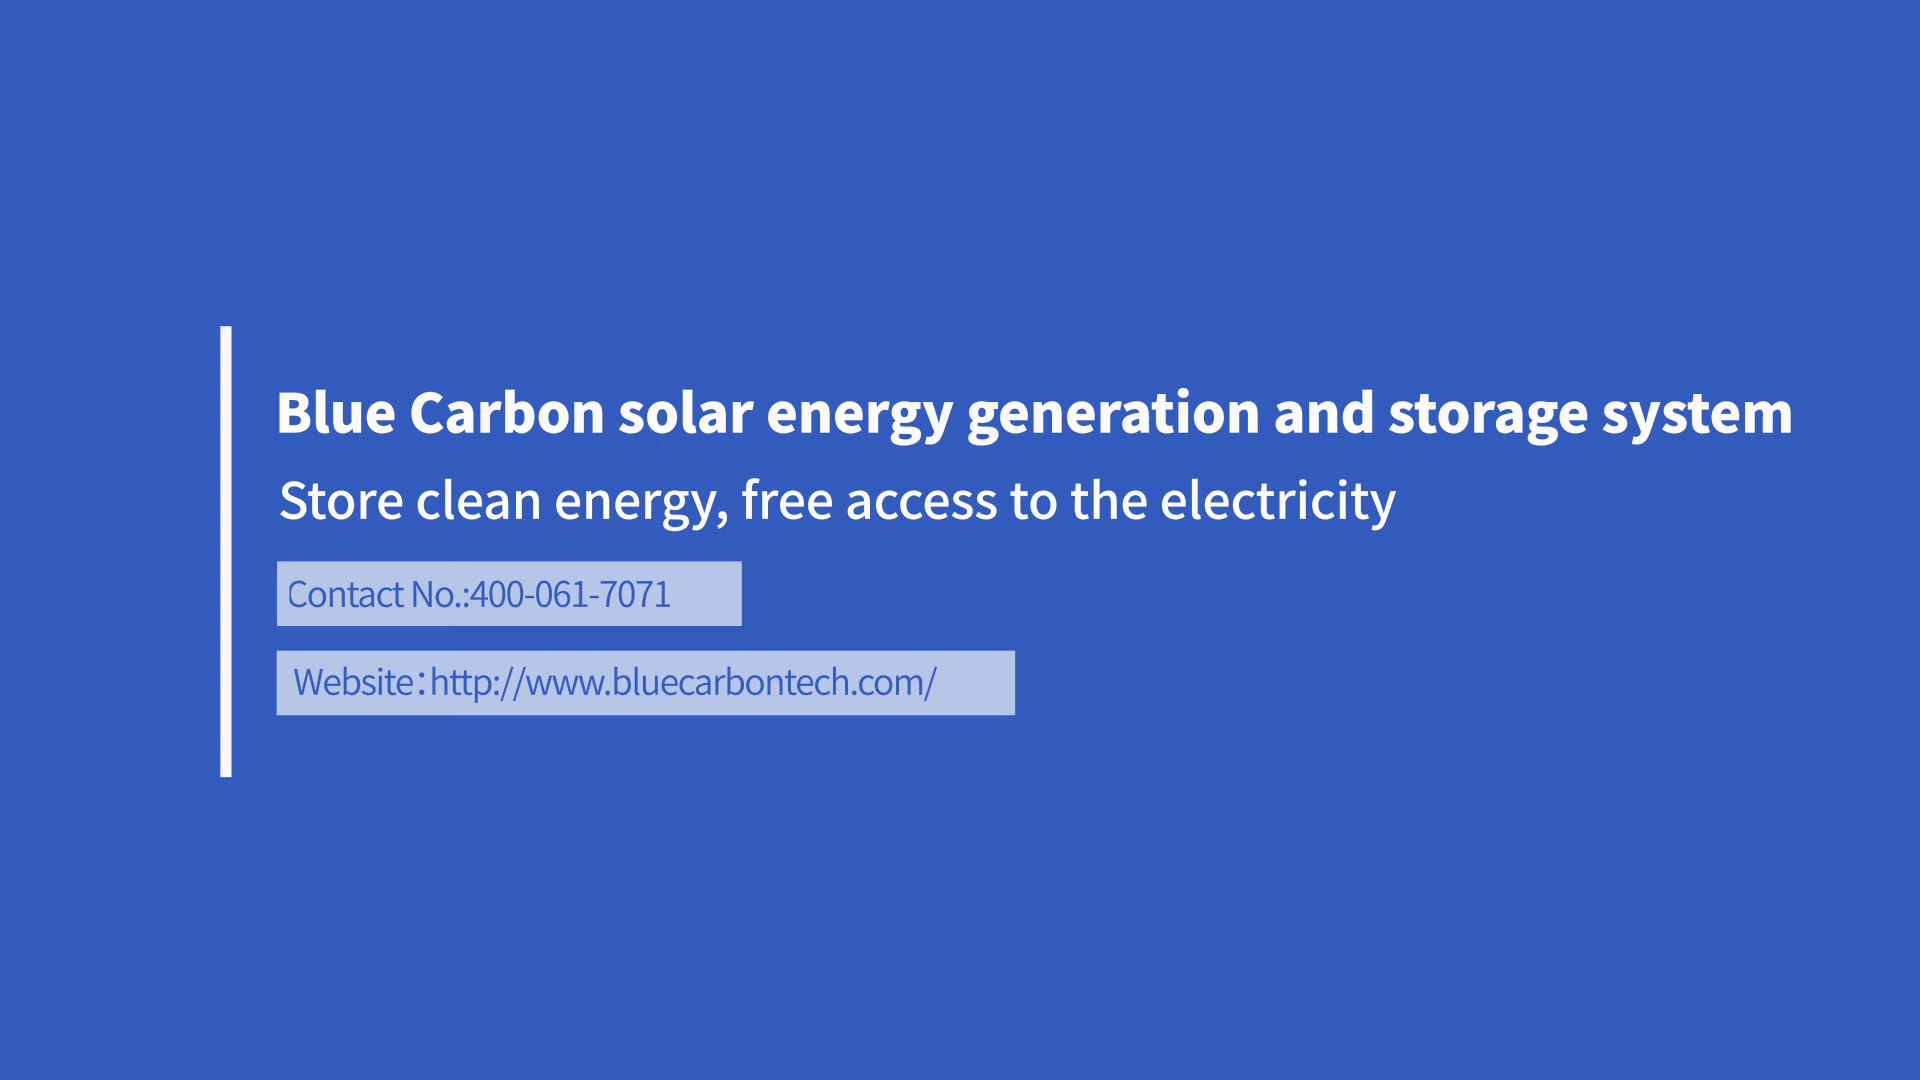 Blue Carbon solar energy generation and storage system
Store clean energy, free access to the electricity
Contact No.:400-061-7071
Website：http://www.bluecarbontech.com/